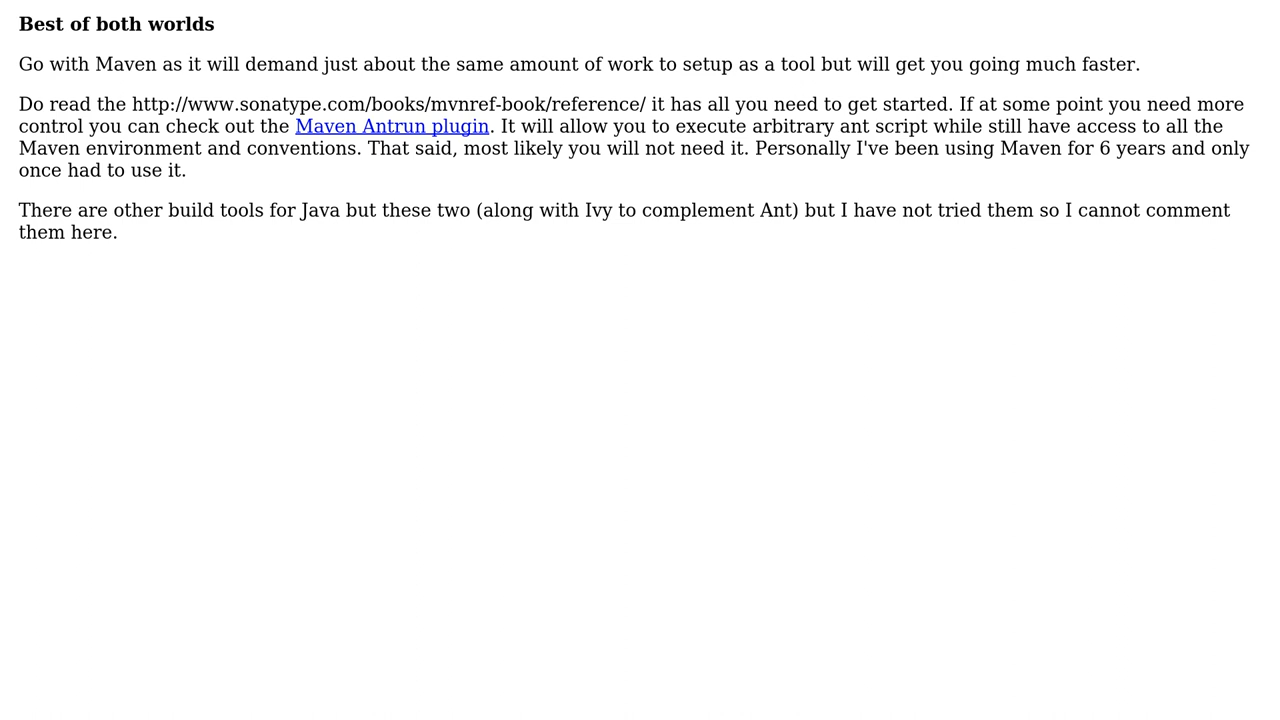 Best of both worlds
Go with Maven as it will demand just about the same amount of work to setup as a tool but will get you going much faster.
Do read the http://www.sonatype.com/books/mvnref-book/reference/ it has all you need to get started. If at some point you need more
control you can check out the Maven Antrun plugin. It will allow you to execute arbitrary ant script while still have access to all the
Maven environment and conventions. That said, most likely you will not need it. Personally I've been using Maven for 6 years and only
once had to use it.
There are other build tools for Java but these two (along with Ivy to complement Ant) but I have not tried them so I cannot comment
them here.